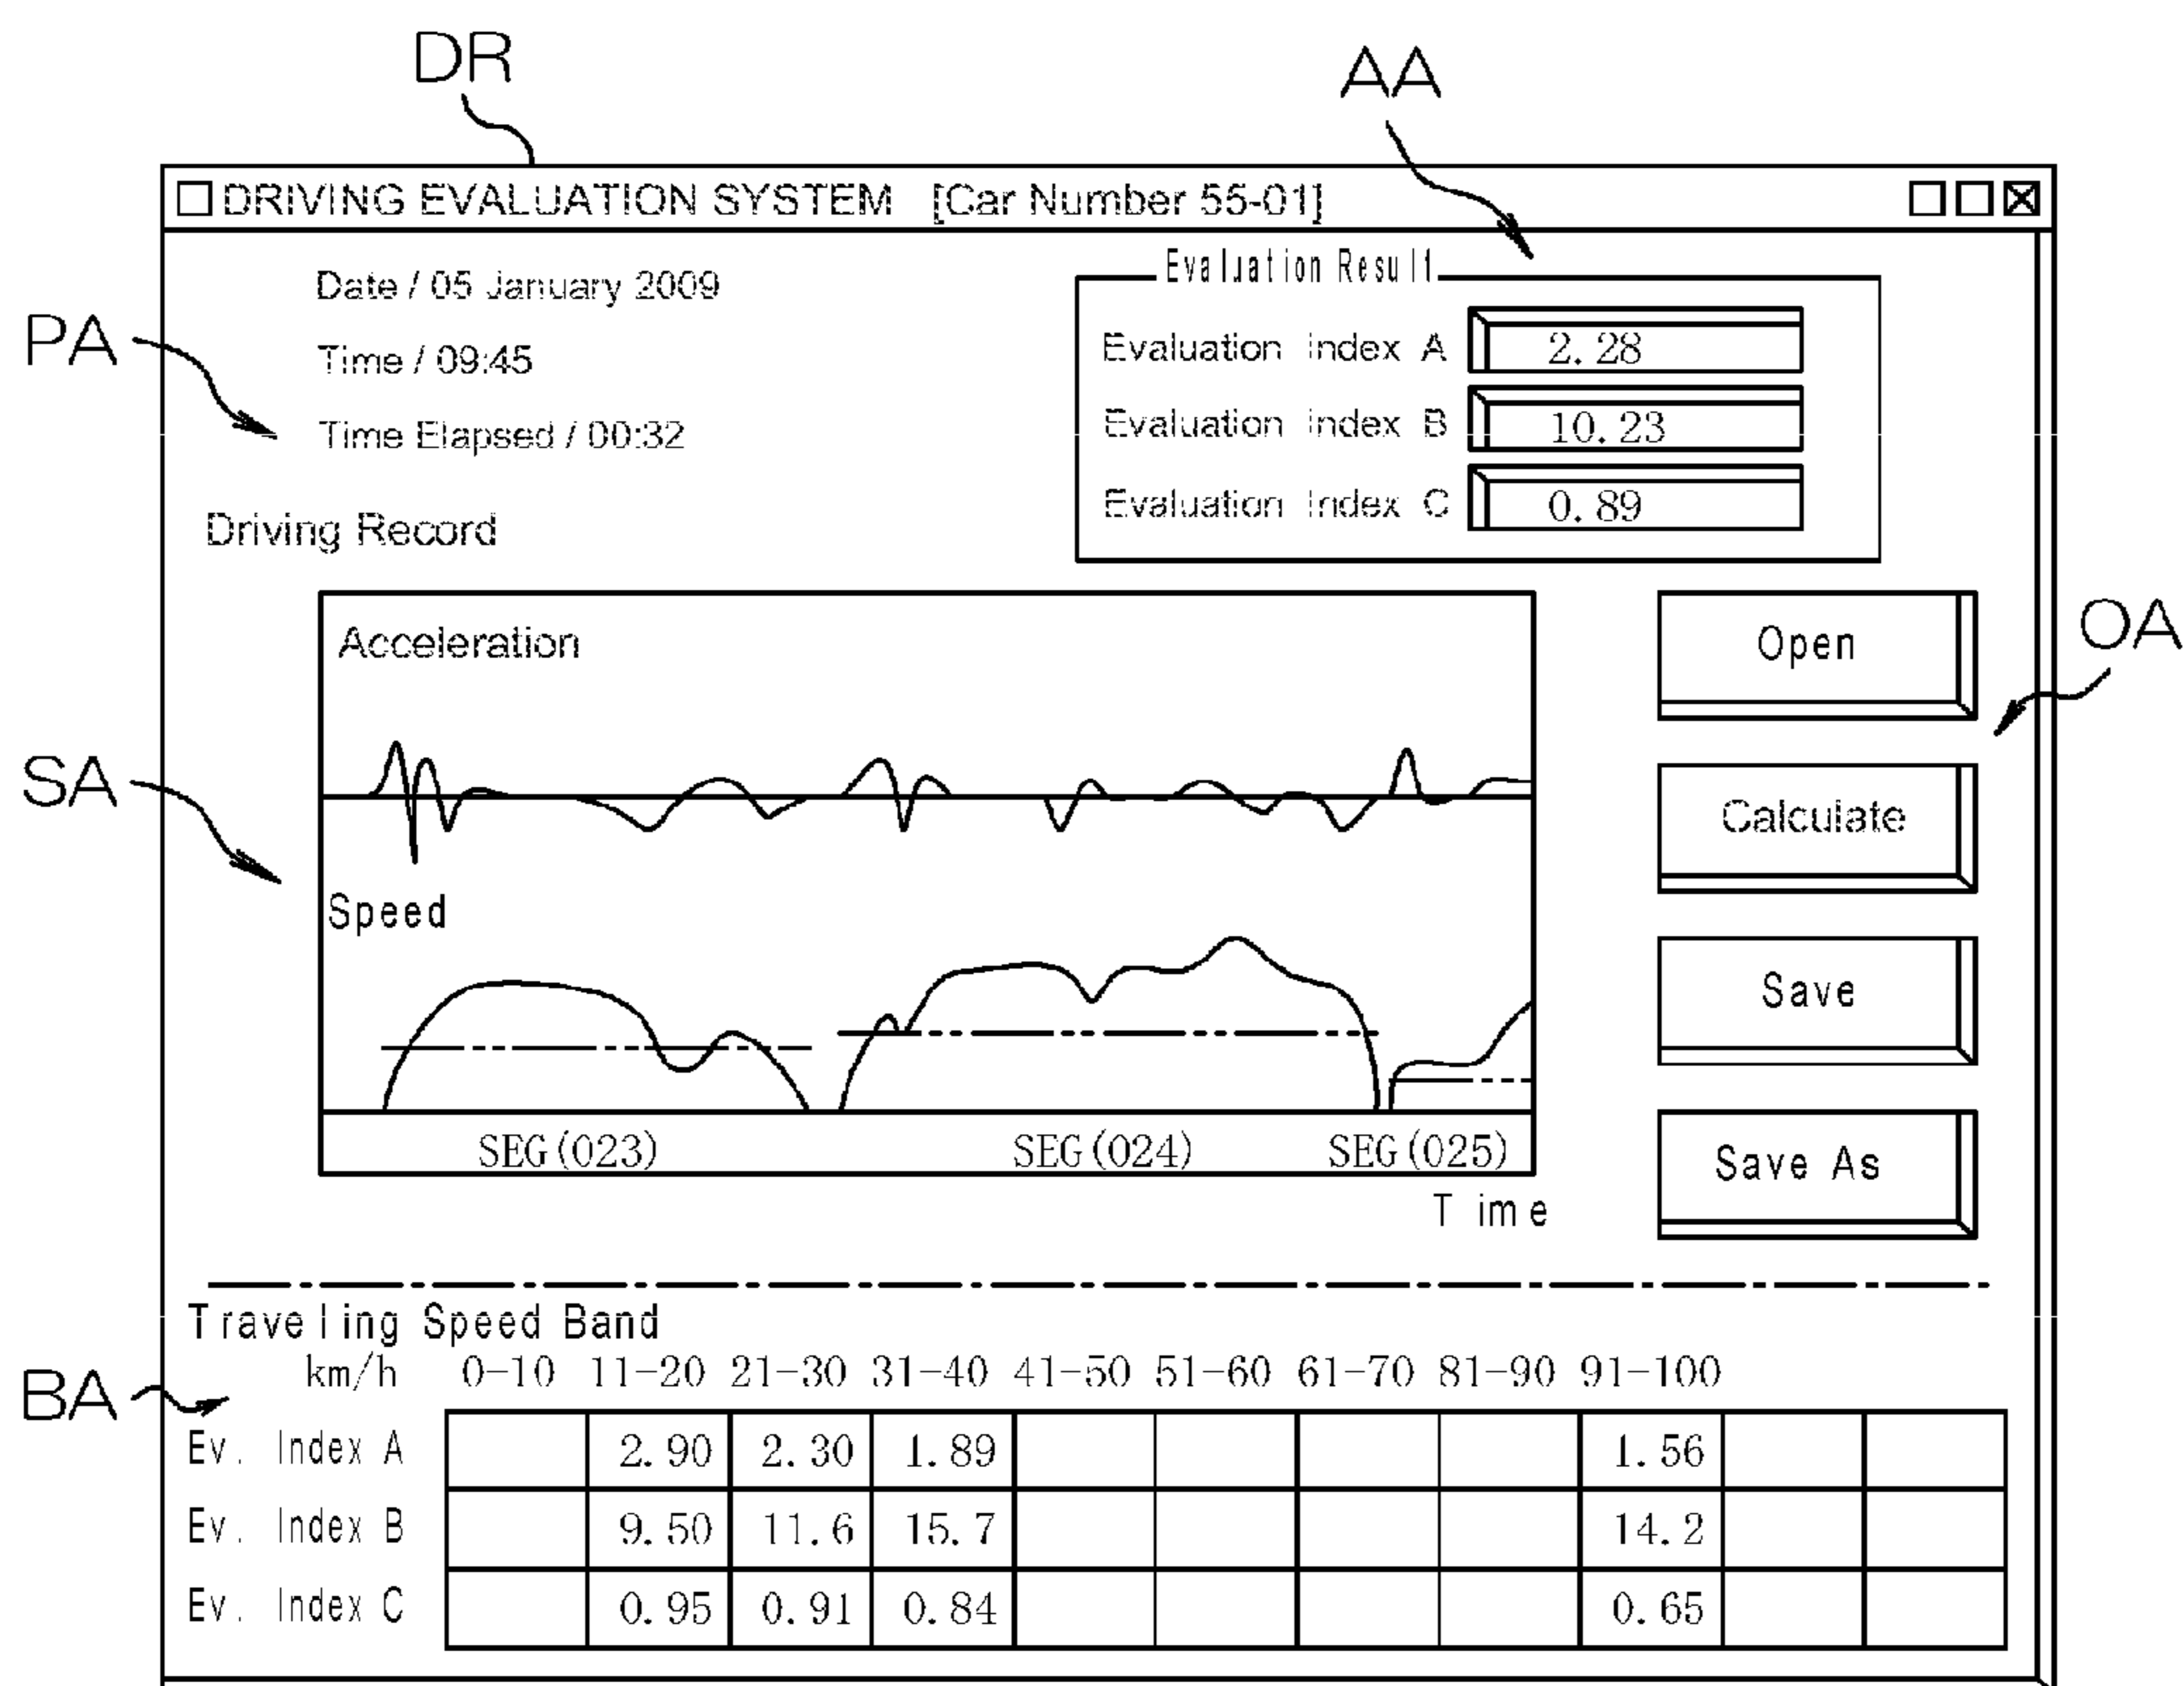 DR
AA
DRIVING EVALUATION SYSTEM [Car Number 55-01]
Date / 05 January 2009
Evaluation Result
PA
Time / 09:45
Evaluation Index A 2.28
Time Elapsed / 00:32
Evaluation Index B 10.23
Driving Record
Evaluation Index C 0.89
Acceleration
Open
OA
SA
Calculate
Speed
Save
SEG(023) SEG(024) SEG(025)
Save As
Time
Traveling Speed Band
km/h 0-10 11-20 21-30 31-40 41-50 51-60 61-70 81-90 91-100
BA
Ev. Index A 2.90 2.30 1.89 1.56
Ev. Index B 9.50 11.6 15.7 14.2
Ev. Index C 0.95 0.91 0.84 0.65